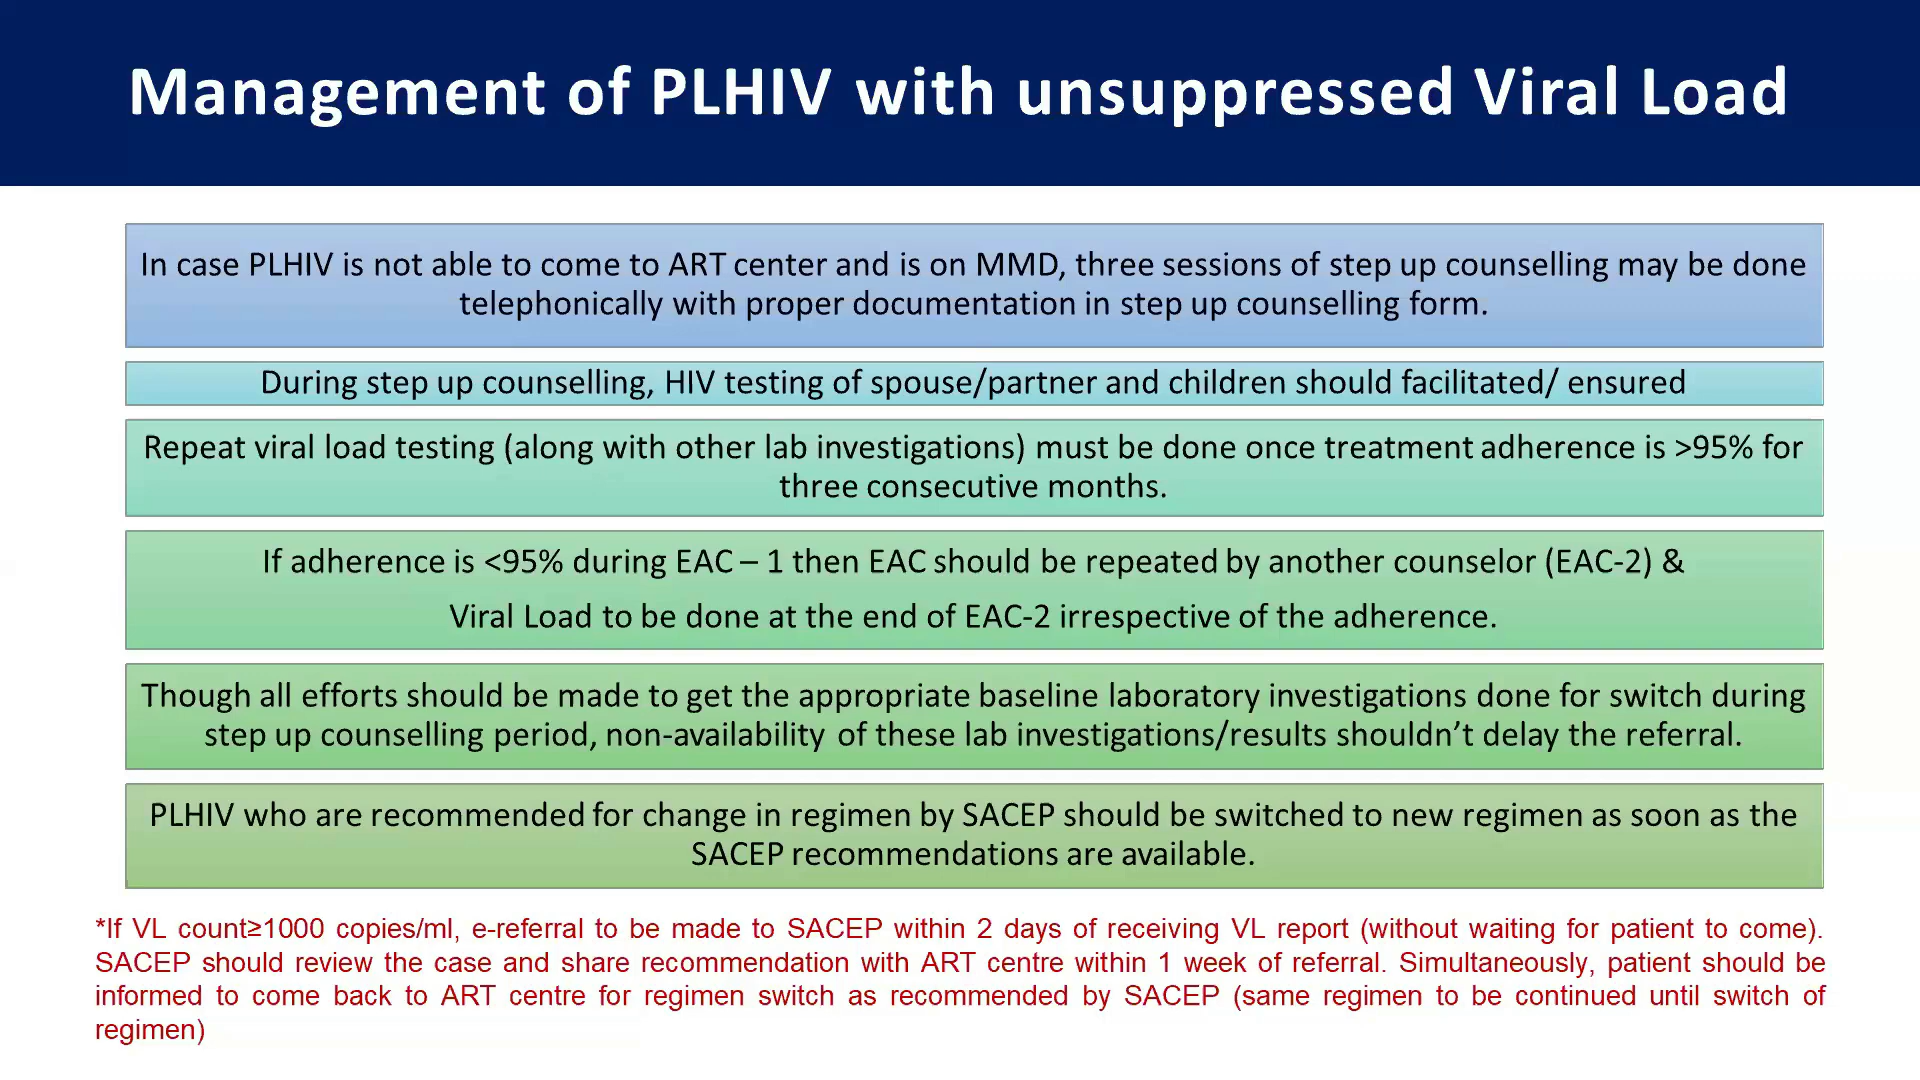 Management of PLHIV with unsuppressed Viral Load
In case PLHIV is not able to come to ART center and is on MMD, three sessions of step up counselling may be done
telephonically with proper documentation in step up counselling form.
During step up counselling, HIV testing of spouse/partner and children should facilitated/ ensured
Repeat viral load testing (along with other lab investigations) must be done once treatment adherence is >95% for
three consecutive months.
If adherence is <95% during EAC – 1 then EAC should be repeated by another counselor (EAC-2) &
Viral Load to be done at the end of EAC-2 irrespective of the adherence.
Though all efforts should be made to get the appropriate baseline laboratory investigations done for switch during
step up counselling period, non-availability of these lab investigations/results shouldn’t delay the referral.
PLHIV who are recommended for change in regimen by SACEP should be switched to new regimen as soon as the
SACEP recommendations are available.
*If VL count≥1000 copies/ml, e-referral to be made to SACEP within 2 days of receiving VL report (without waiting for patient to come).
SACEP should review the case and share recommendation with ART centre within 1 week of referral. Simultaneously, patient should be
informed to come back to ART centre for regimen switch as recommended by SACEP (same regimen to be continued until switch of
regimen)